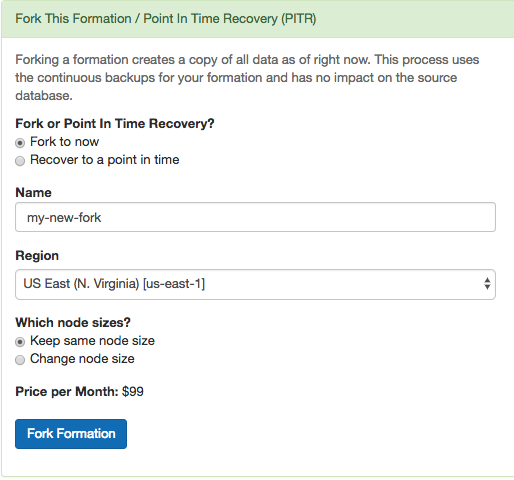 Fork This Formation / Point In Time Recovery (PITR)
Forking a formation creates a copy of all data as of right now. This process uses
the continuous backups for your formation and has no impact on the source
database.
Fork or Point In Time Recovery?
Fork to now
Recover to a point in time
Name
my-new-fork
Region
US East (N. Virginia) [us-east-1]
Which node sizes?
Keep same node size
Change node size
Price per Month: $99
Fork Formation